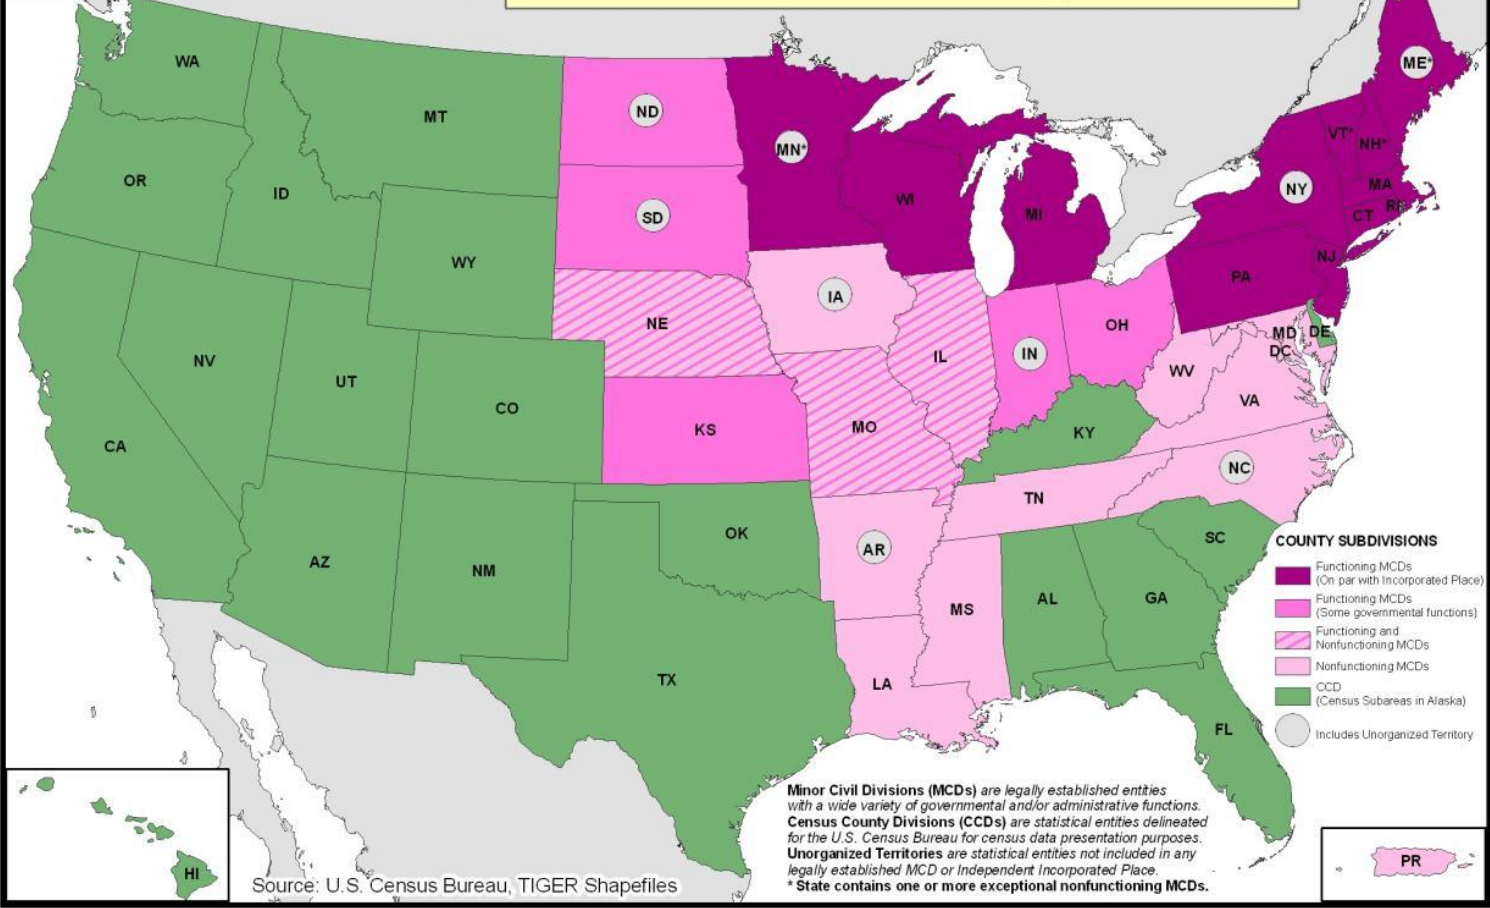 WA
MT
ND
MN*
ME*
VT*
NH*
OR
ID
SD
WI
MI
NY
MA
RI*
CT
WY
NE
IA
PA
NJ
NV
UT
CO
IL
IN
OH
MD
DE
DC
WV
VA
CA
KS
MO
KY
NC
TN
AZ
NM
OK
AR
SC
MS
AL
GA
TX
LA
FL
HI
PR
COUNTY SUBDIVISIONS
Functioning MCDs
(On par with Incorporated Place)
Functioning MCDs
(Some governmental functions)
Functioning and
Nonfunctioning MCDs
Nonfunctioning MCDs
CCD
(Census Subareas in Alaska)
Includes Unorganized Territory
Minor Civil Divisions (MCDs) are legally established entities
with a wide variety of governmental and/or administrative functions.
Census County Divisions (CCDs) are statistical entities delineated
for the U.S. Census Bureau for census data presentation purposes.
Unorganized Territories are statistical entities not included in any
legally established MCD or Independent Incorporated Place.
* State contains one or more exceptional nonfunctioning MCDs.
Source: U.S. Census Bureau, TIGER Shapefiles